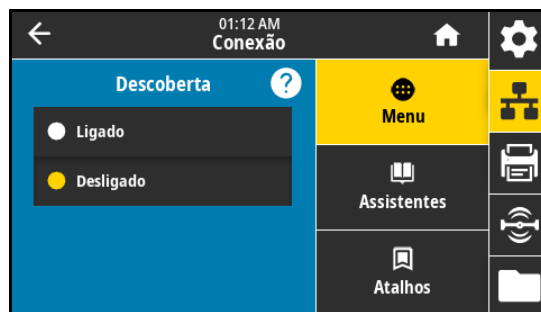 01:12 AM
Conexão
Descoberta
?
Ligado
Desligado
Menu
Assistentes
Atalhos